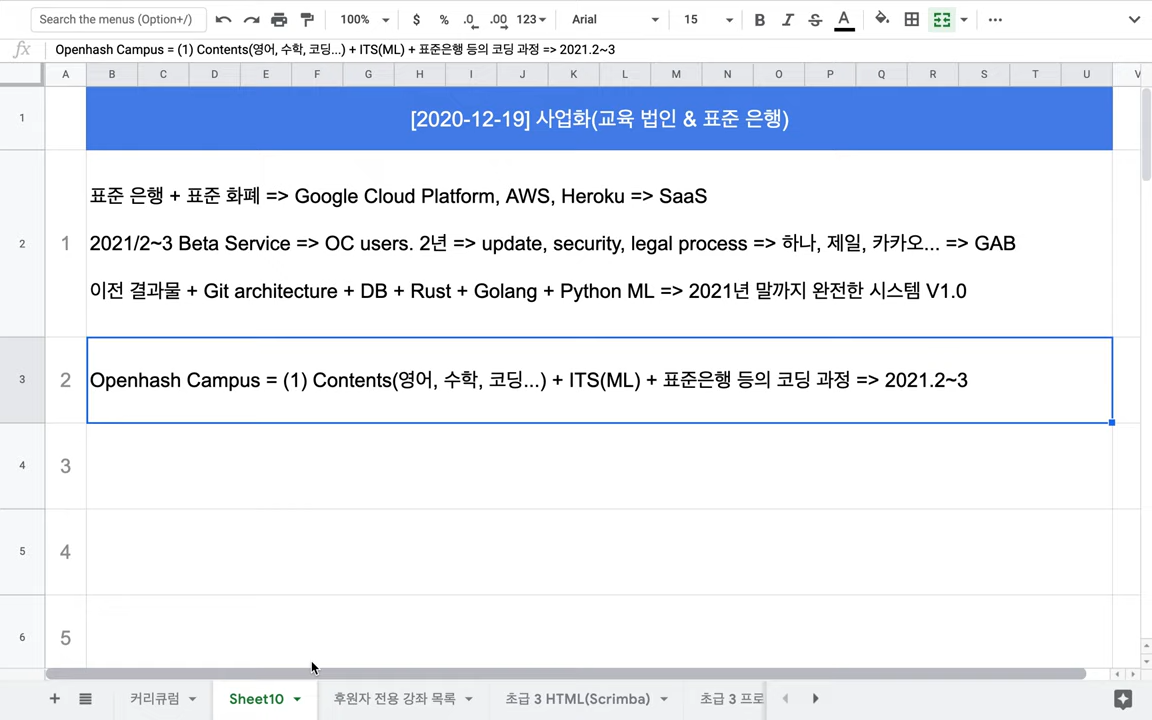 Search the menus (Option+/)
100%
$ % .0 .00 123
Arial
15
B I S A
fx
Openhash Campus = (1) Contents(영어, 수학, 코딩...) + ITS(ML) + 표준은행 등의 코딩 과정 => 2021.2~3
A B C D E F G H I J K L M N O P Q R S T U V
1
[2020-12-19] 사업화(교육 법인 & 표준 은행)
표준 은행 + 표준 화폐 => Google Cloud Platform, AWS, Heroku => SaaS
2 1 2021/2~3 Beta Service => OC users. 2년 => update, security, legal process => 하나, 제일, 카카오... => GAB
이전 결과물 + Git architecture + DB + Rust + Golang + Python ML => 2021년 말까지 완전한 시스템 V1.0
3 2 Openhash Campus = (1) Contents(영어, 수학, 코딩...) + ITS(ML) + 표준은행 등의 코딩 과정 => 2021.2~3
4 3
5 4
6 5
커리큐럼 Sheet10 후원자 전용 강좌 목록 초급 3 HTML(Scrimba) 초급 3 프로